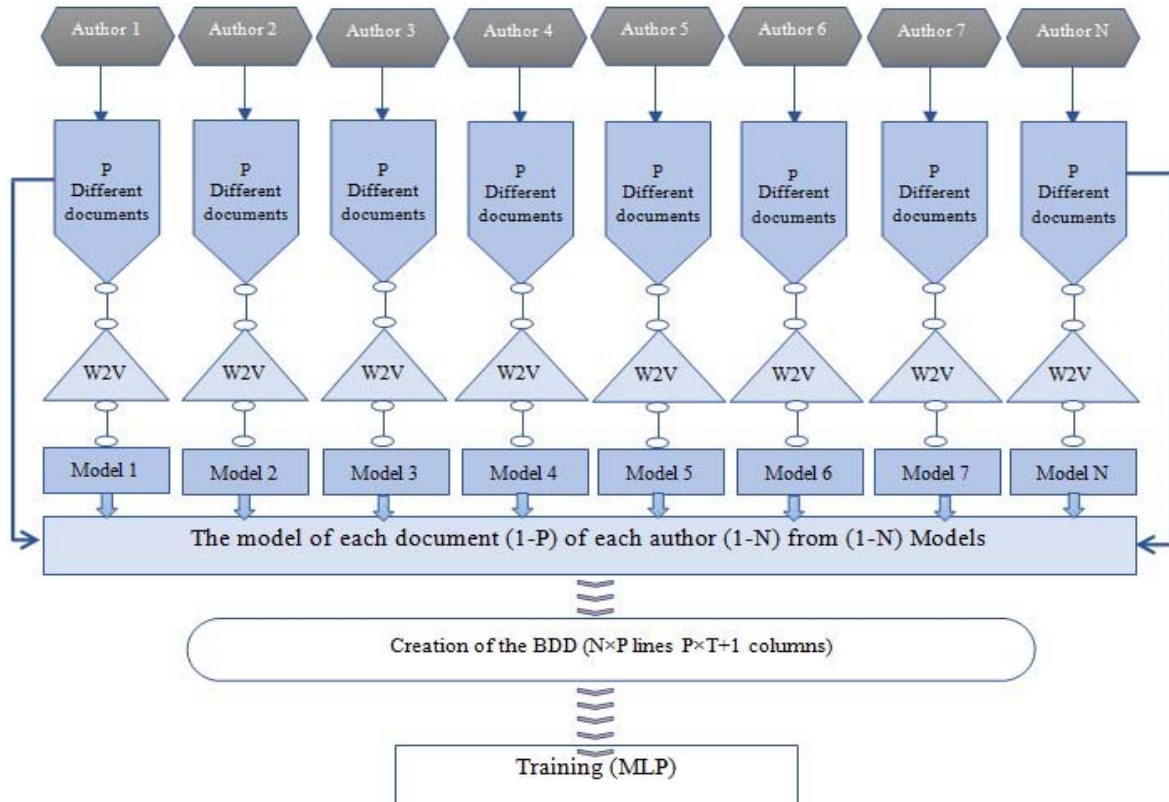 Author 1
Author 2
Author 3
Author 4
Author 5
Author 6
Author 7
Author N
P
Different
documents
P
Different
documents
P
Different
documents
P
Different
documents
P
Different
documents
p
Different
documents
P
Different
documents
P
Different
documents
W2V
W2V
W2V
W2V
W2V
W2V
W2V
W2V
Model 1
Model 2
Model 3
Model 4
Model 5
Model 6
Model 7
Model N
The model of each document (1-P) of each author (1-N) from (1-N) Models
Creation of the BDD (N×P lines P×T+1 columns)
Training (MLP)